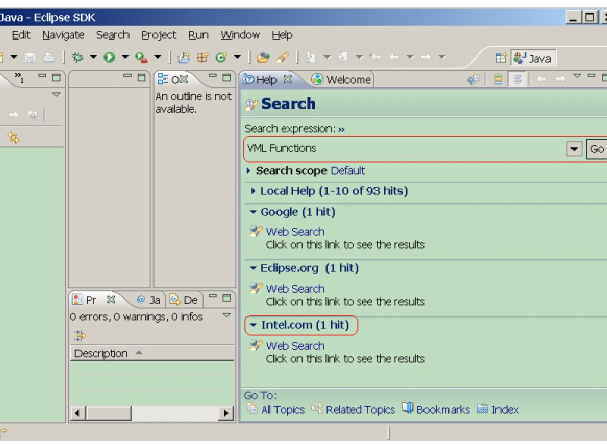 Java - Eclipse SDK
Edit Navigate Search Project Run Window Help
Java
»1
An outline is not
available.
Help Welcome
Search
Search expression: »
VML Functions
Go
Search scope Default
Local Help (1-10 of 93 hits)
Google (1 hit)
Web Search
Click on this link to see the results
Eclipse.org (1 hit)
Web Search
Click on this link to see the results
Intel.com (1 hit)
Web Search
Click on this link to see the results
Go To:
All Topics Related Topics Bookmarks Index
Pr Ja De
0 errors, 0 warnings, 0 infos
Description